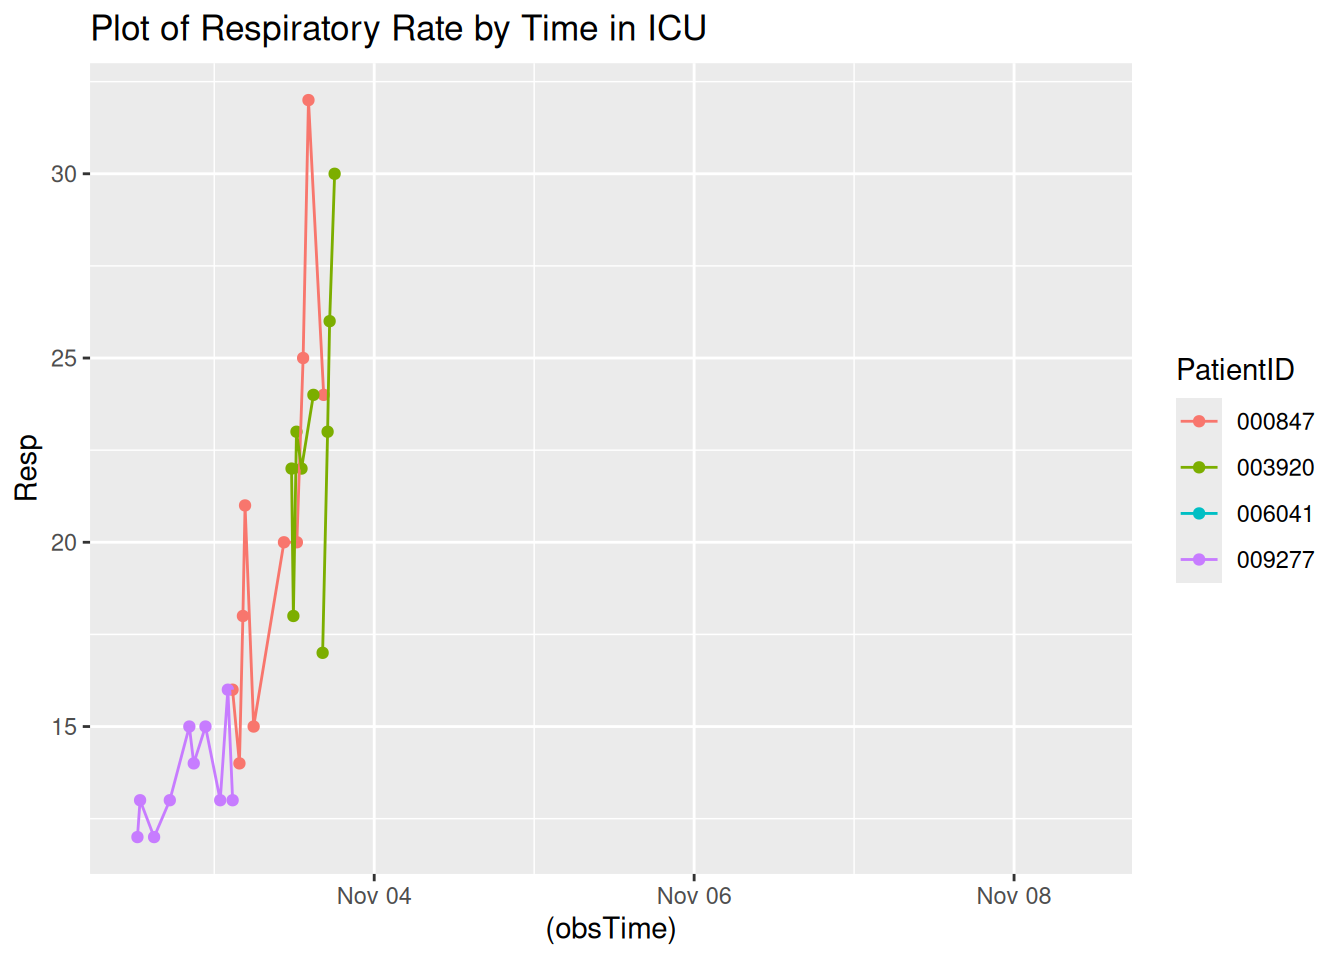 Plot of Respiratory Rate by Time in ICU
30
25
20
15
Resp
Nov 04
Nov 06
Nov 08
(obsTime)
PatientID
000847
003920
006041
009277